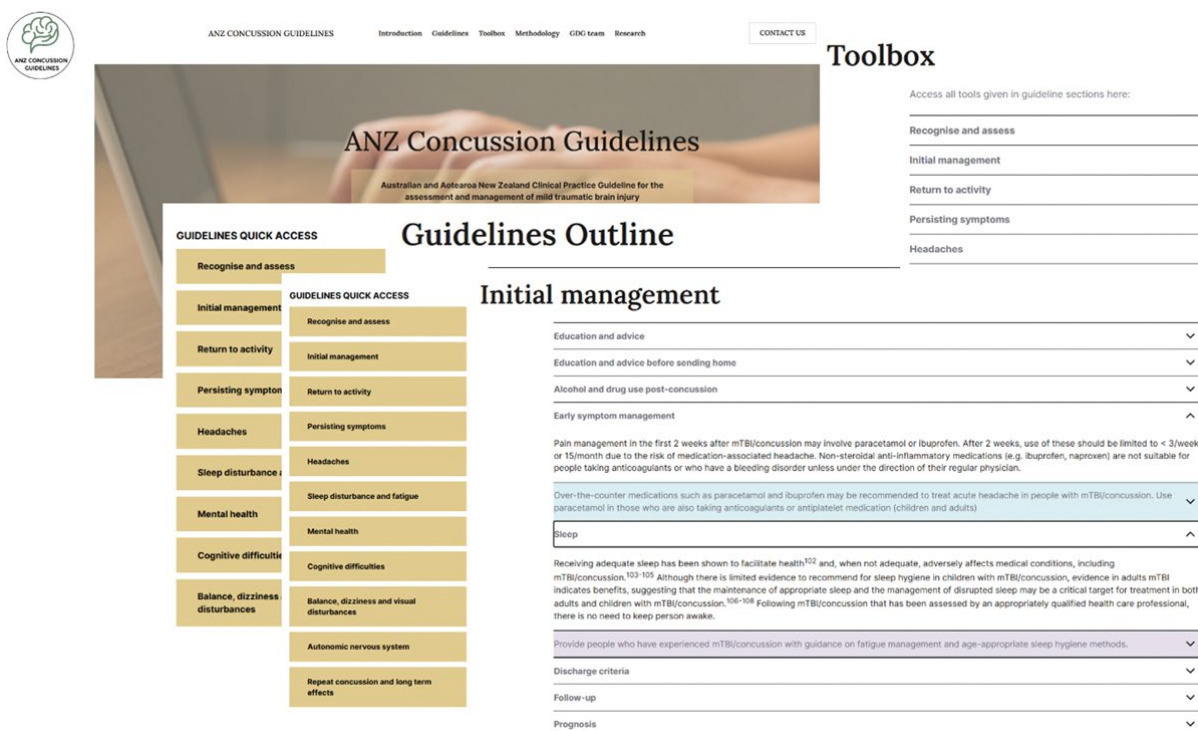 ANZ CONCUSSION
GUIDELINES
ANZ CONCUSSION GUIDELINES
Introduction Guidelines Toolbox Methodology GDG team Research
CONTACT US
ANZ Concussion Guidelines
Australian and Aotearoa New Zealand Clinical Practice Guideline for the
assessment and management of mild traumatic brain injury
Toolbox
Access all tools given in guideline sections here:
Recognise and assess
Initial management
Return to activity
Persisting symptoms
Headaches
GUIDELINES QUICK ACCESS
Recognise and assess
Initial management
Return to activity
Persisting sympton
Headaches
Sleep disturbance
Mental health
Cognitive difficultie
Balance, dizziness
disturbances
Guidelines Outline
GUIDELINES QUICK ACCESS
Recognise and assess
Initial management
Return to activity
Persisting symptoms
Headaches
Sleep disturbance and fatigue
Mental health
Cognitive difficulties
Balance, dizziness and visual
disturbances
Autonomic nervous system
Repeat concussion and long term
effects
Initial management
Education and advice
Education and advice before sending home
Alcohol and drug use post-concussion
Early symptom management
Pain management in the first 2 weeks after mTBI/concussion may involve paracetamol or ibuprofen. After 2 weeks, use of these should be limited to < 3/week
or 15/month due to the risk of medication-associated headache. Non-steroidal anti-inflammatory medications (e.g. ibuprofen, naproxen) are not suitable for
people taking anticoagulants or who have a bleeding disorder unless under the direction of their regular physician.
Over-the-counter medications such as paracetamol and ibuprofen may be recommended to treat acute headache in people with mTBI/concussion. Use
paracetamol in those who are also taking anticoagulants or antiplatelet medication (children and adults)
Sleep
Receiving adequate sleep has been shown to facilitate health102 and, when not adequate, adversely affects medical conditions, including
mTBI/concussion.103-105 Although there is limited evidence to recommend for sleep hygiene in children with mTBI/concussion, evidence in adults mTBI
indicates benefits, suggesting that the maintenance of appropriate sleep and the management of disrupted sleep may be a critical target for treatment in both
adults and children with mTBI/concussion.106-108 Following mTBI/concussion that has been assessed by an appropriately qualified health care professional,
there is no need to keep person awake.
Provide people who have experienced mTBI/concussion with guidance on fatigue management and age-appropriate sleep hygiene methods.
Discharge criteria
Follow-up
Prognosis